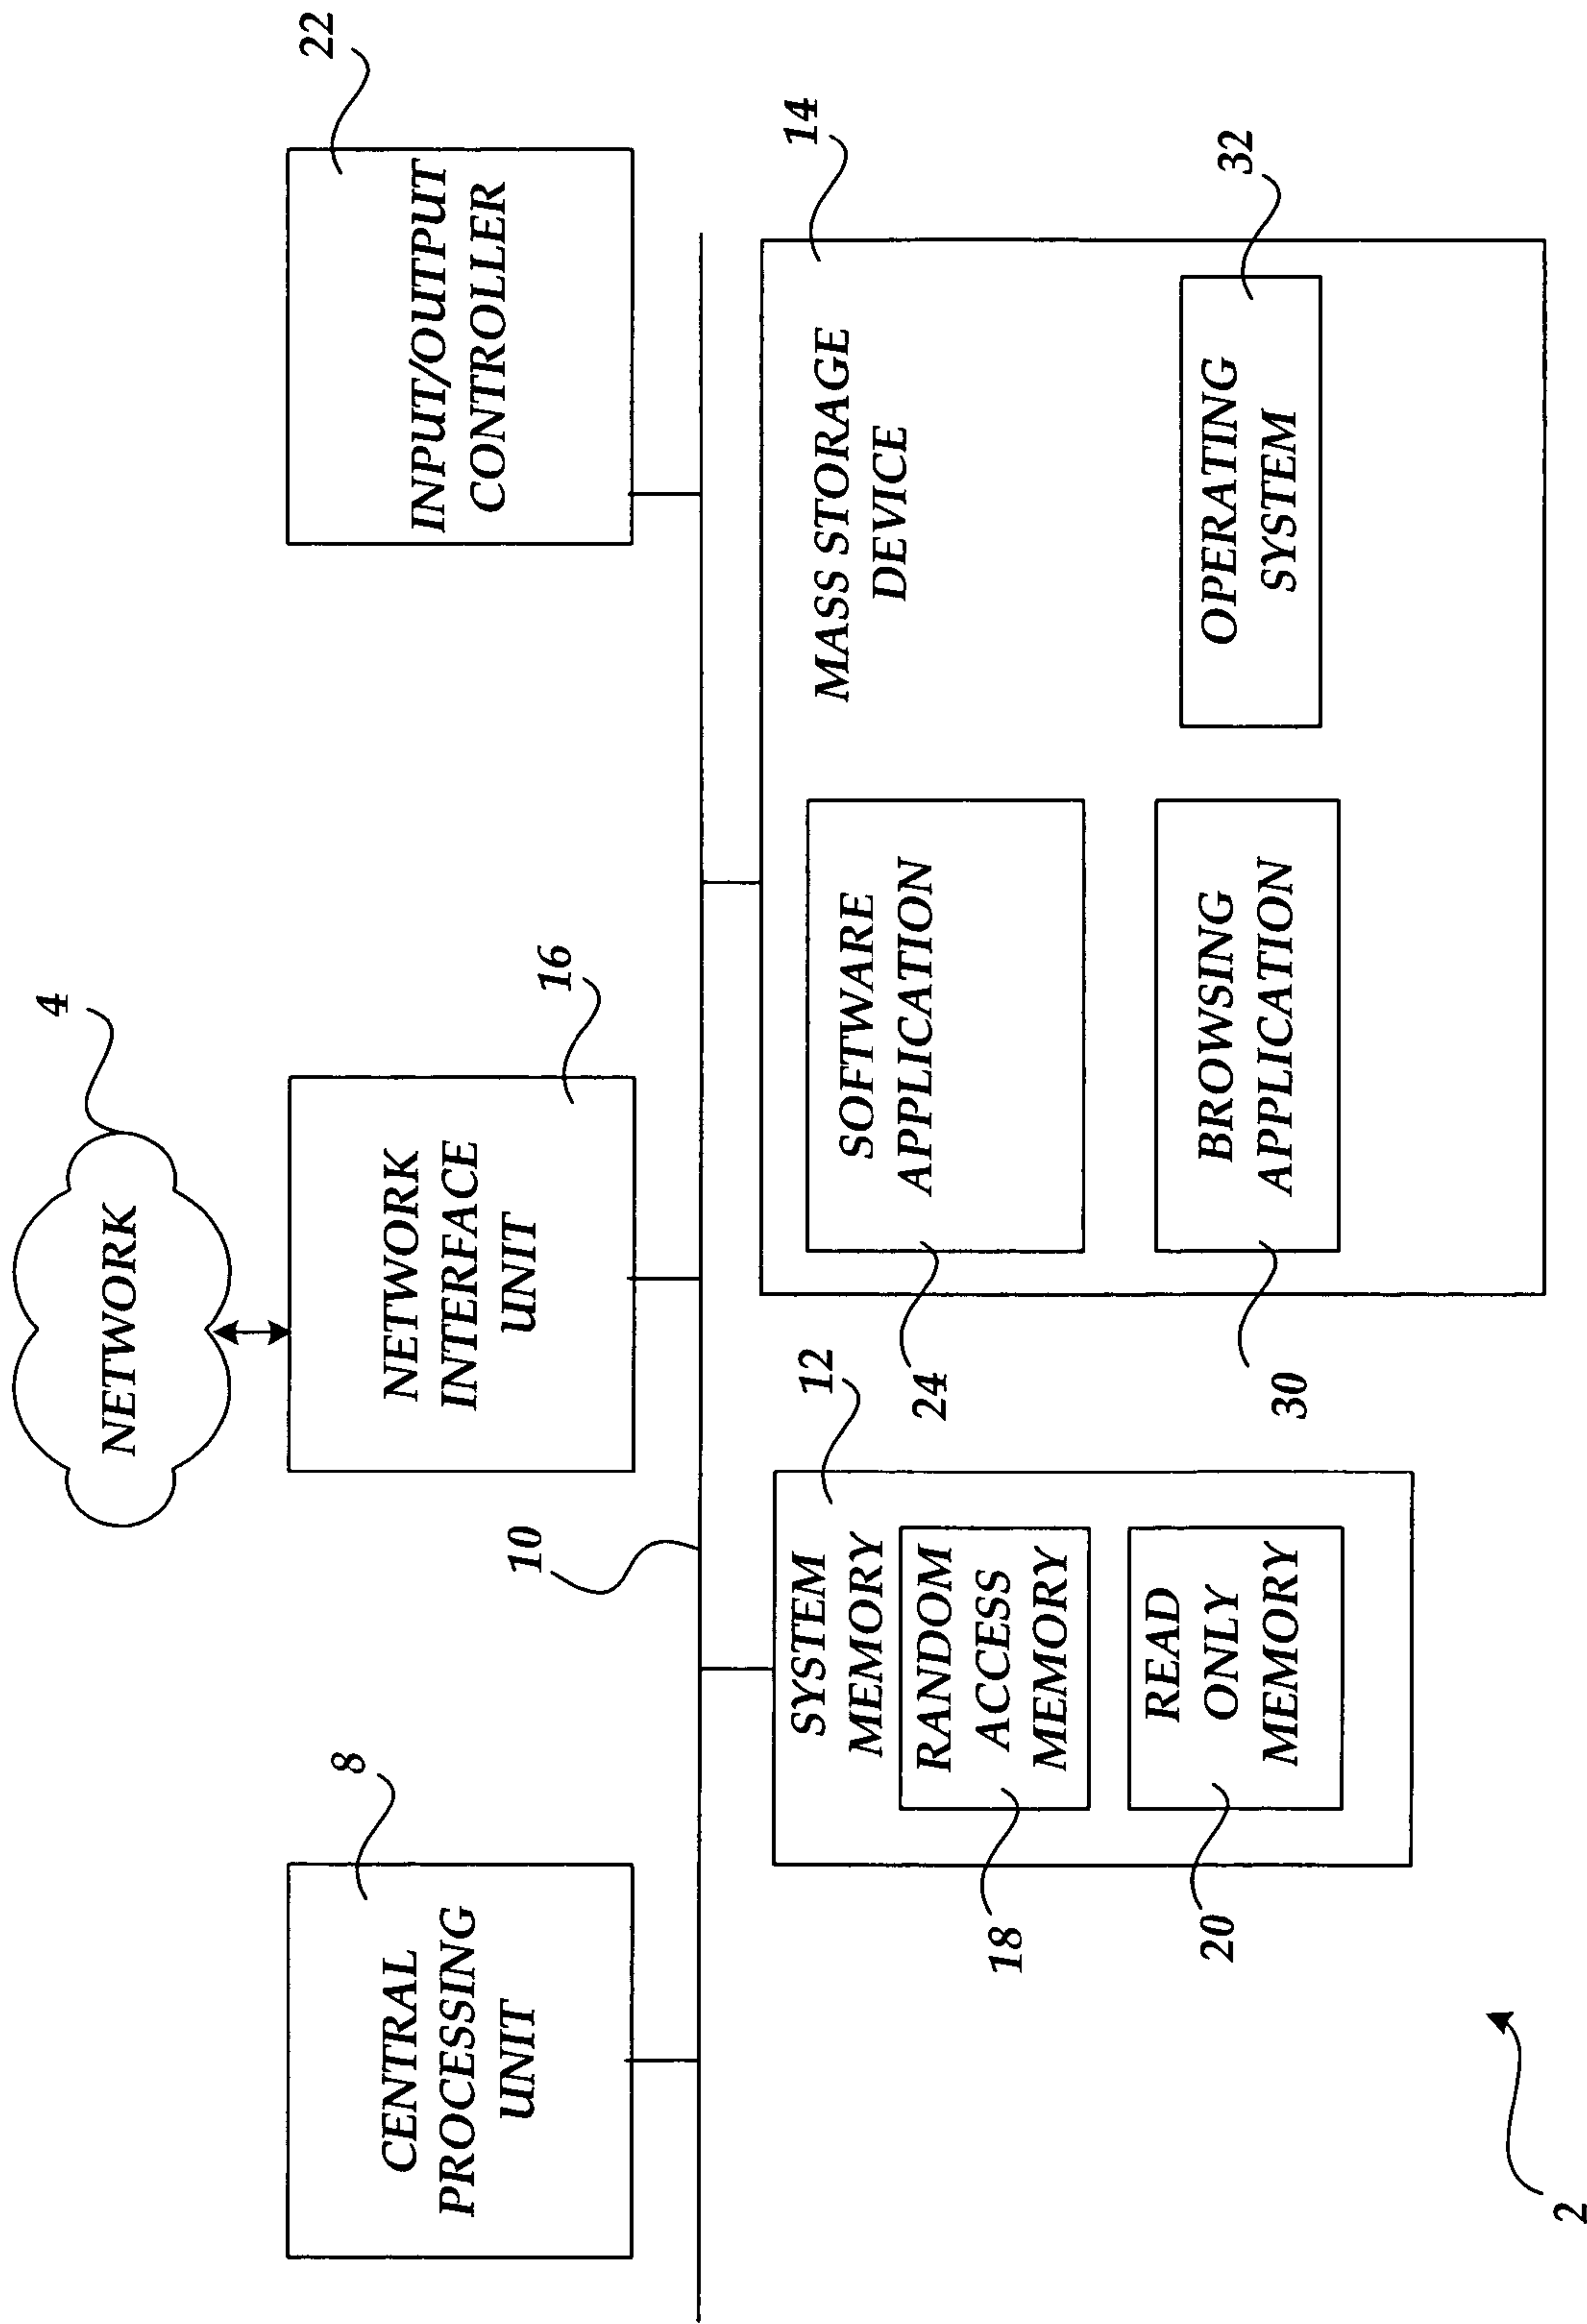 4
NETWORK
8
CENTRAL
PROCESSING
UNIT
16
NETWORK
INTERFACE
UNIT
22
INPUT/OUTPUT
CONTROLLER
10
12
SYSTEM
MEMORY
RANDOM
ACCESS
MEMORY
18
READ
ONLY
MEMORY
20
14
MASS STORAGE
DEVICE
SOFTWARE
APPLICATION
24
BROWSING
APPLICATION
30
OPERATING
SYSTEM
32
2